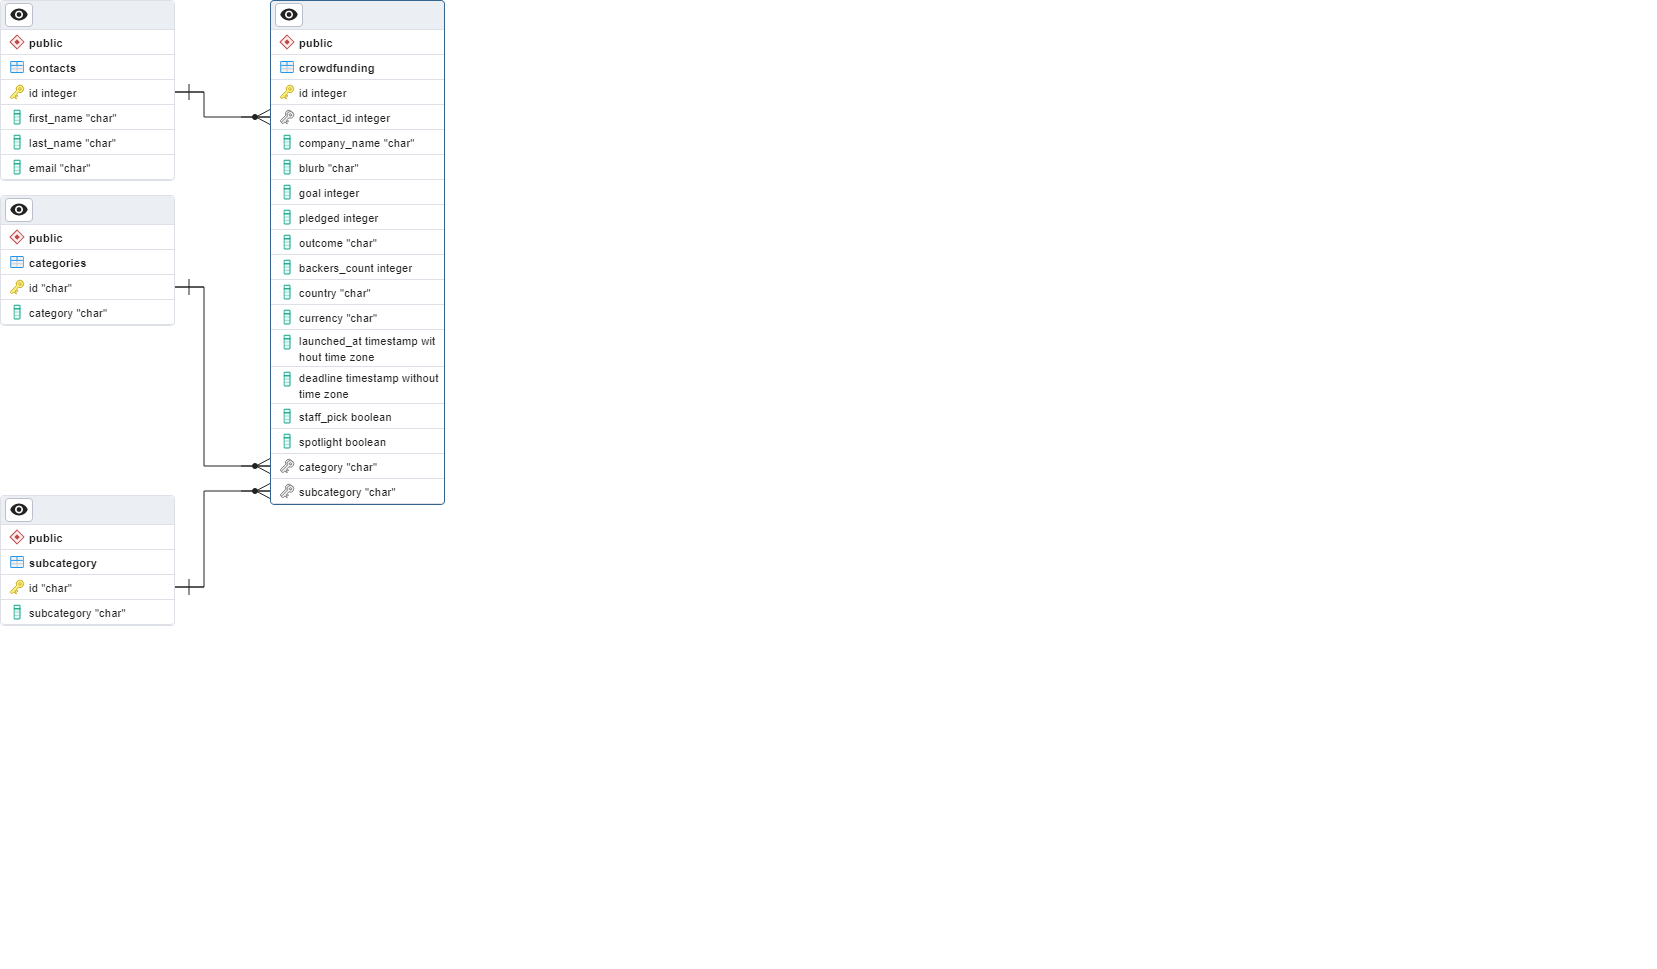 public
contacts
id integer
first_name "char"
last_name "char"
email "char"
public
categories
id "char"
category "char"
public
subcategory
id "char"
subcategory "char"
public
crowdfunding
id integer
contact_id integer
company_name "char"
blurb "char"
goal integer
pledged integer
outcome "char"
backers_count integer
country "char"
currency "char"
launched_at timestamp wit
hout time zone
deadline timestamp without
time zone
staff_pick boolean
spotlight boolean
category "char"
subcategory "char"